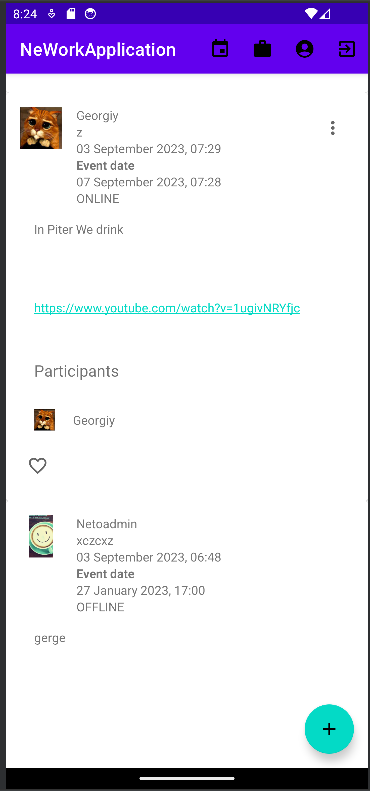 8:24
NeWorkApplication
Georgiy
z
03 September 2023, 07:29
Event date
07 September 2023, 07:28
ONLINE
In Piter We drink
https://www.youtube.com/watch?v=1ugivNRYfjc
Participants
Georgiy
Netoadmin
xczcxz
03 September 2023, 06:48
Event date
27 January 2023, 17:00
OFFLINE
gerge